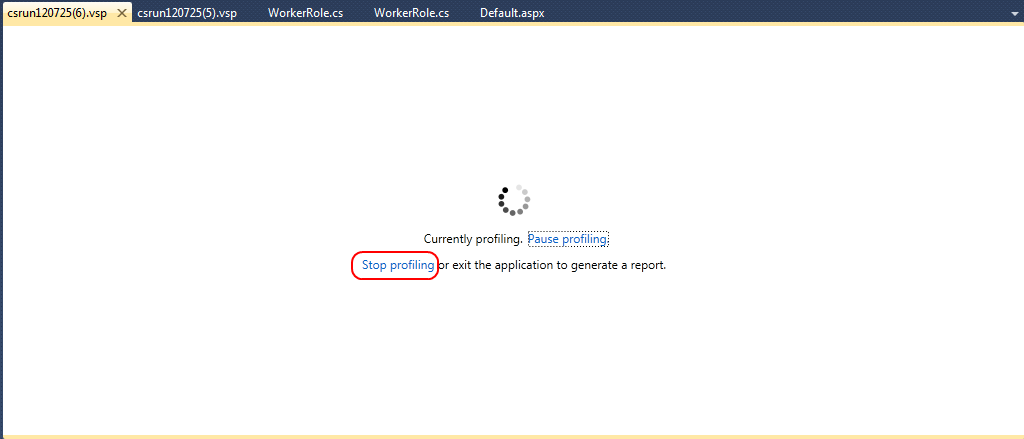 csrun120725(6).vsp csrun120725(5).vsp WorkerRole.cs WorkerRole.cs Default.aspx
Currently profiling. Pause profiling.
Stop profiling or exit the application to generate a report.